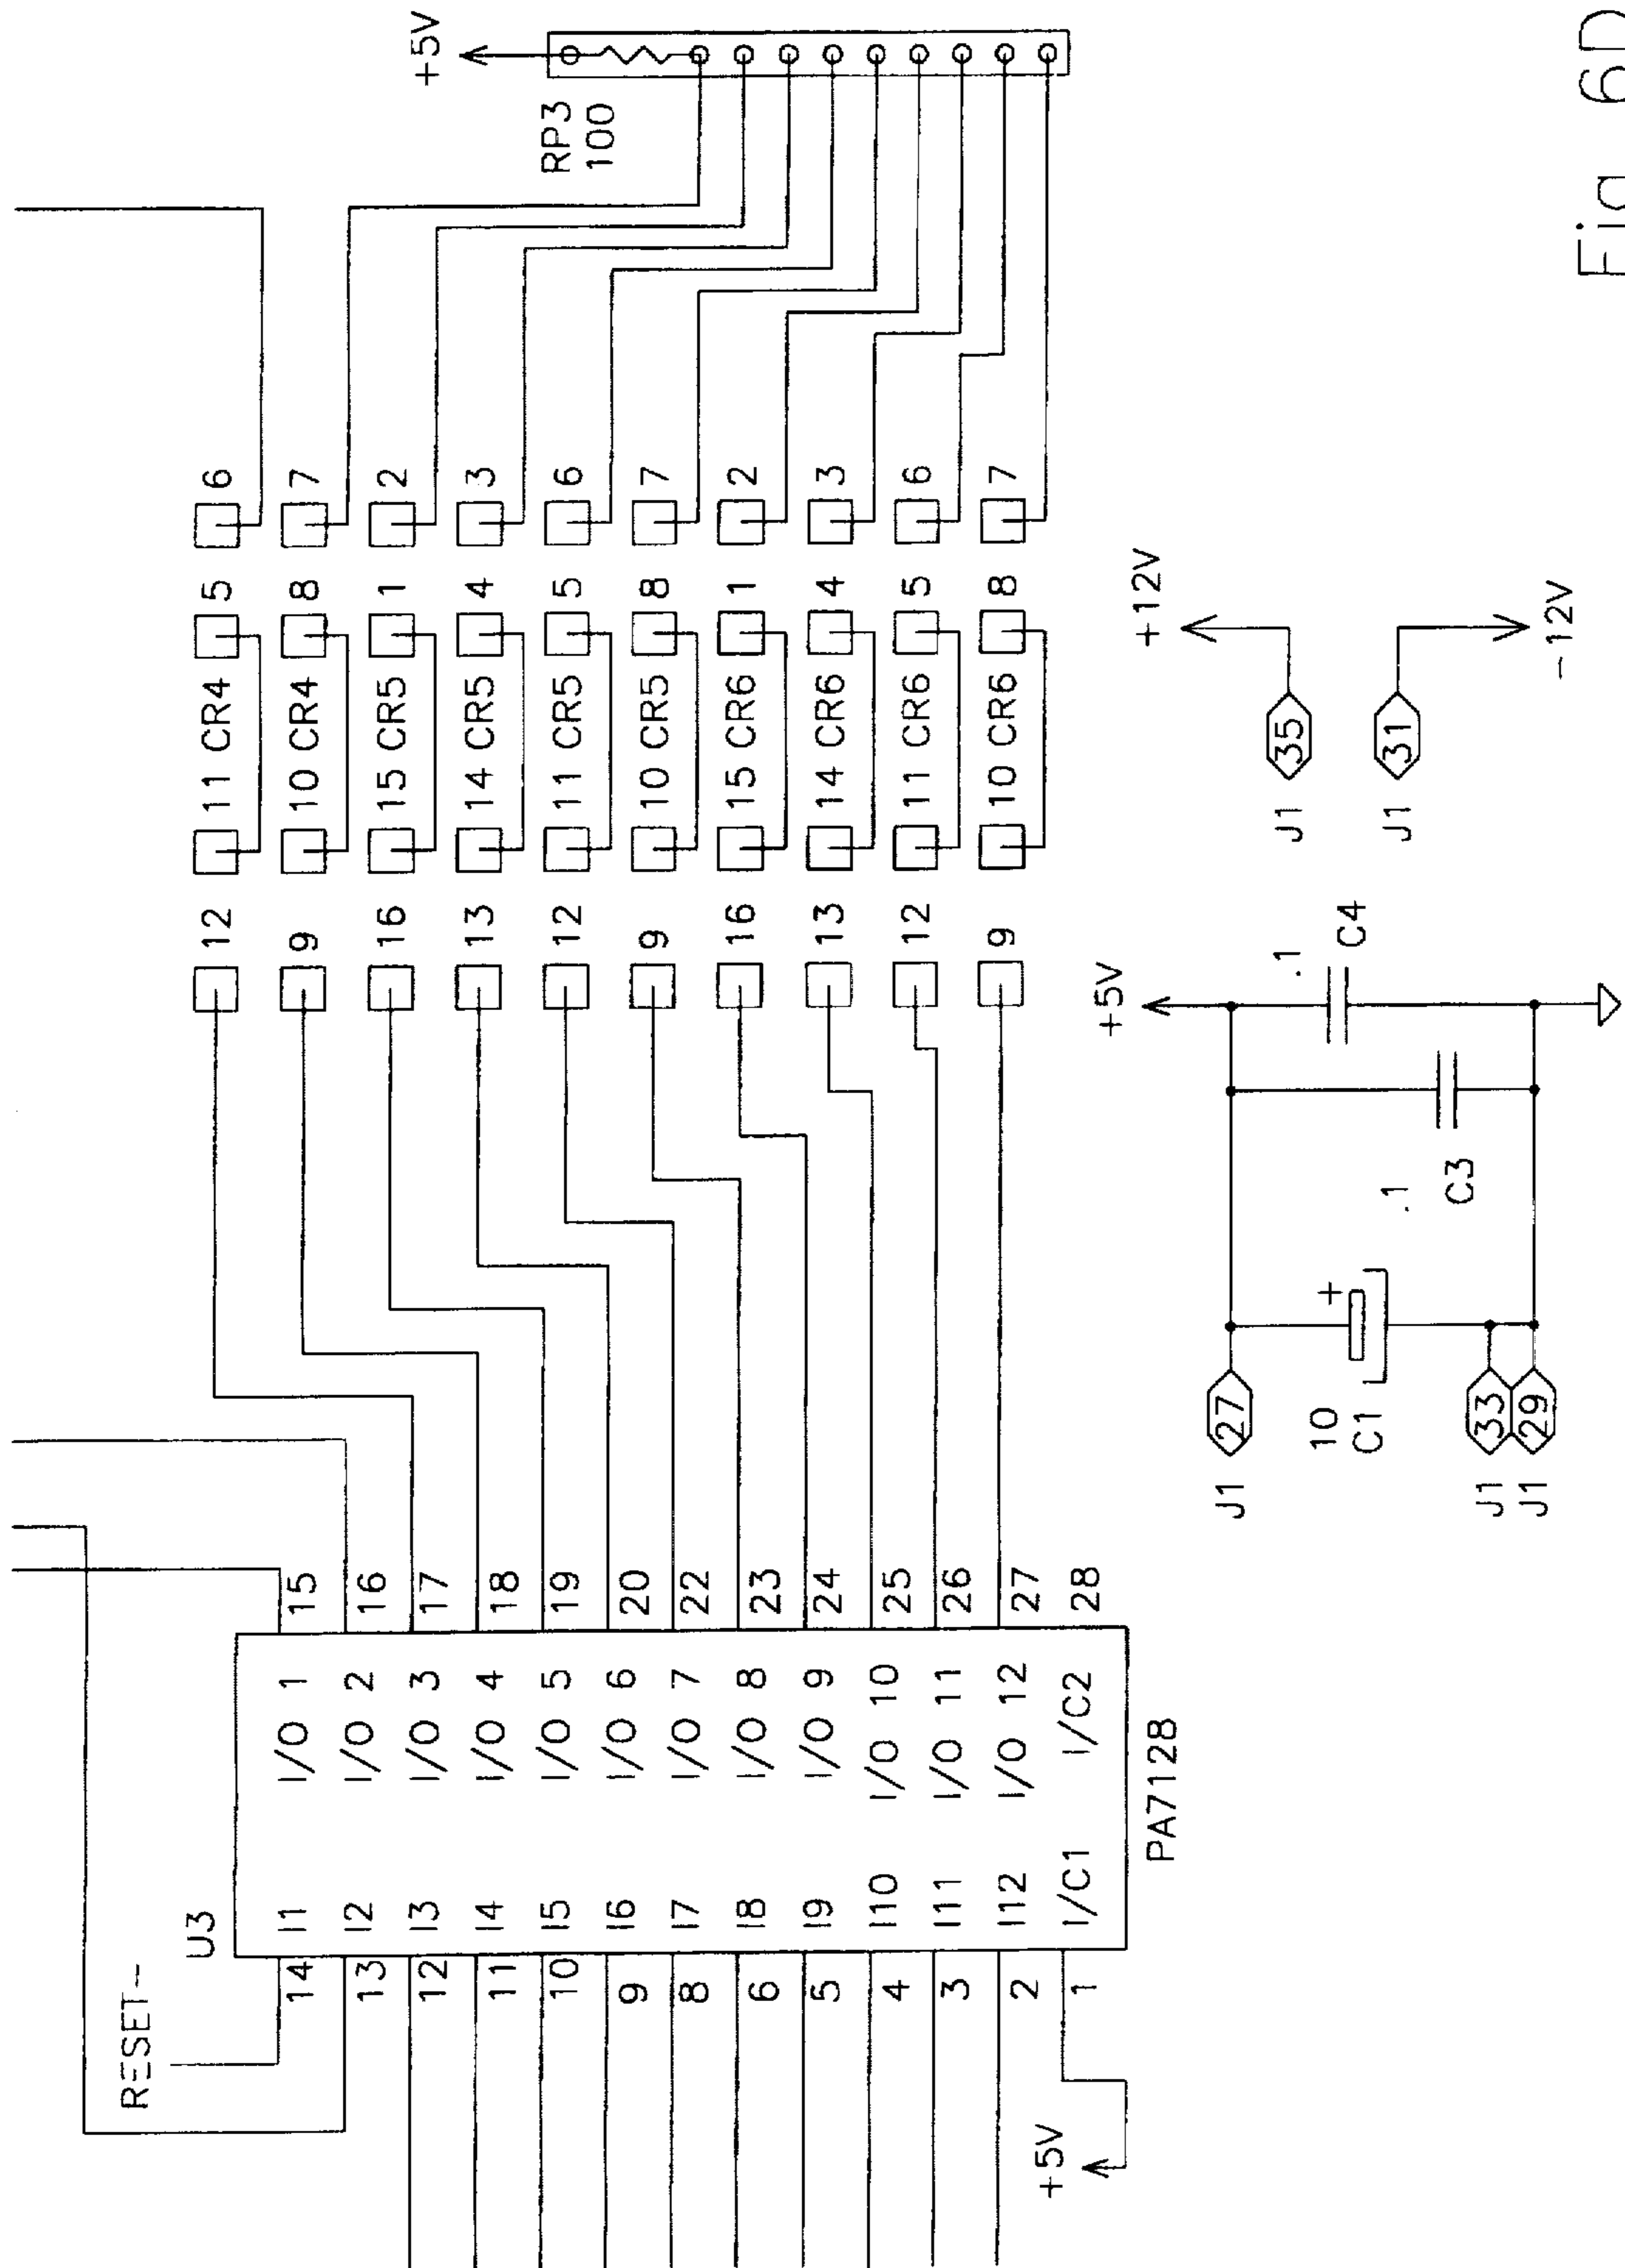 +5V
RP3
100
12 11 CR4 5 6
9 10 CR4 8 7
16 15 CR5 1 2
13 14 CR5 4 3
12 11 CR5 5 6
9 10 CR5 8 7
16 15 CR6 1 2
13 14 CR6 4 3
12 11 CR6 5 6
9 10 CR6 8 7
RESET-
U3
14 I1 I/O 1 15
13 I2 I/O 2 16
12 I3 I/O 3 17
11 I4 I/O 4 18
10 I5 I/O 5 19
9 I6 I/O 6 20
8 I7 I/O 7 22
6 I8 I/O 8 23
5 I9 I/O 9 24
4 I10 I/O 10 25
3 I11 I/O 11 26
2 I12 I/O 12 27
1 I/C1 I/C2 28
+5V
PA7128
+5V
J1 27
10
C1
+
.1
C3
.1
C4
J1 33
J1 29
+12V
J1 35
J1 31
-12V
Fig. 6D